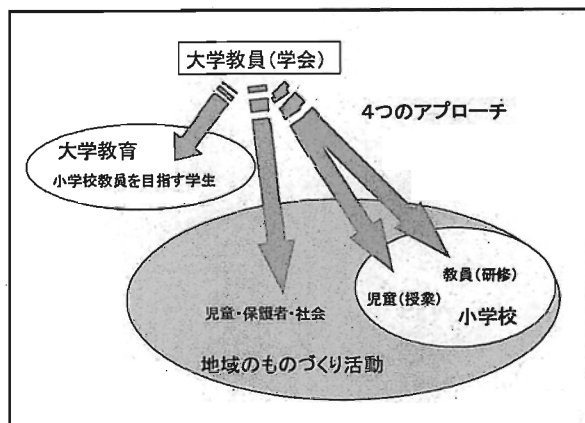 大学教員(学会)
4つのアプローチ
大学教育
小学校教員を目指す学生
教員(研修)
児童(授業)
小学校
児童・保護者・社会
地域のものづくり活動